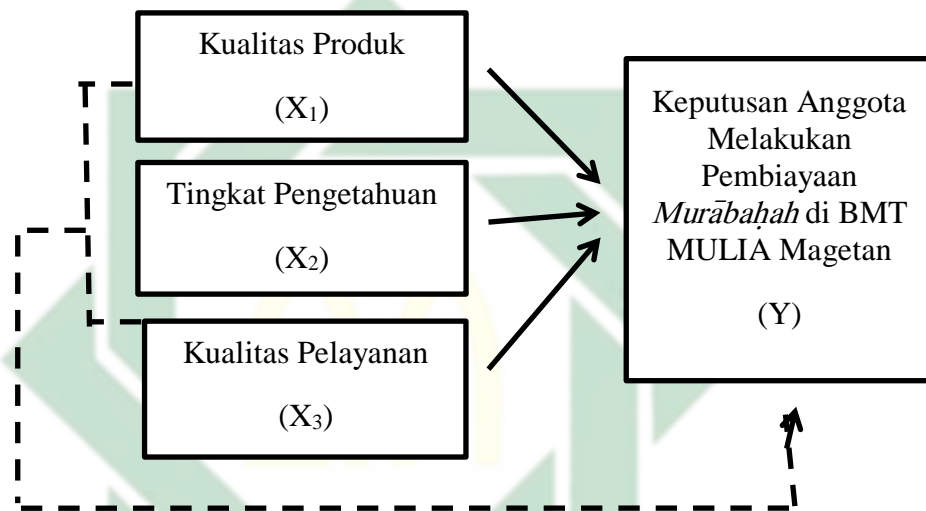 Kualitas Produk
(X₁)
Tingkat Pengetahuan
(X₂)
Kualitas Pelayanan
(X₃)
Keputusan Anggota
Melakukan
Pembiayaan
Murābaḥah di BMT
MULIA Magetan
(Y)